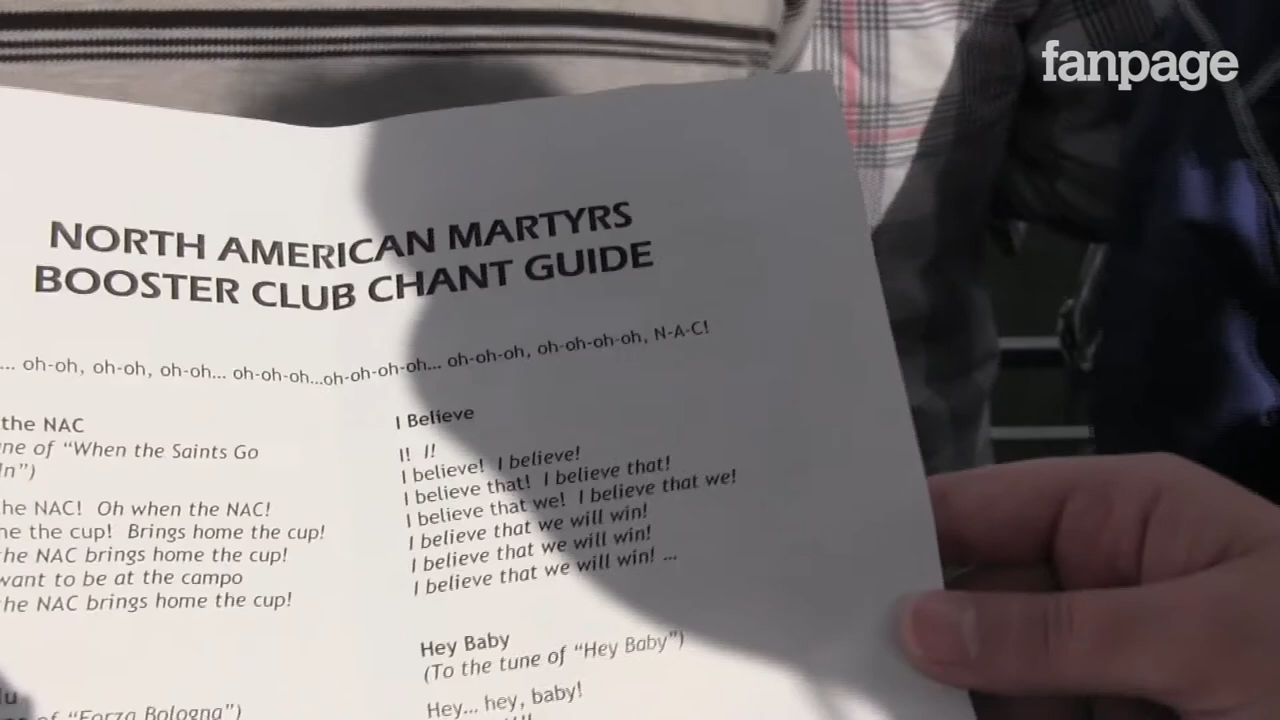 fanpage
NORTH AMERICAN MARTYRS
BOOSTER CLUB CHANT GUIDE
... oh-oh, oh-oh, oh-oh... oh-oh-oh...oh-oh-oh-oh... oh-oh-oh, oh-oh-oh-oh, N-A-C!
the NAC
of “When the Saints Go
In”)
NAC! Oh when the NAC!
the cup! Brings home the cup!
NAC brings home the cup!
want to be at the campo
NAC brings home the cup!
of “Forza Bologna”)
I Believe
I! I!
I believe! I believe!
I believe that! I believe that!
I believe that we! I believe that we!
I believe that we will win!
I believe that we will win!
I believe that we will win! ...
Hey Baby
(To the tune of “Hey Baby”)
Hey... hey, baby!